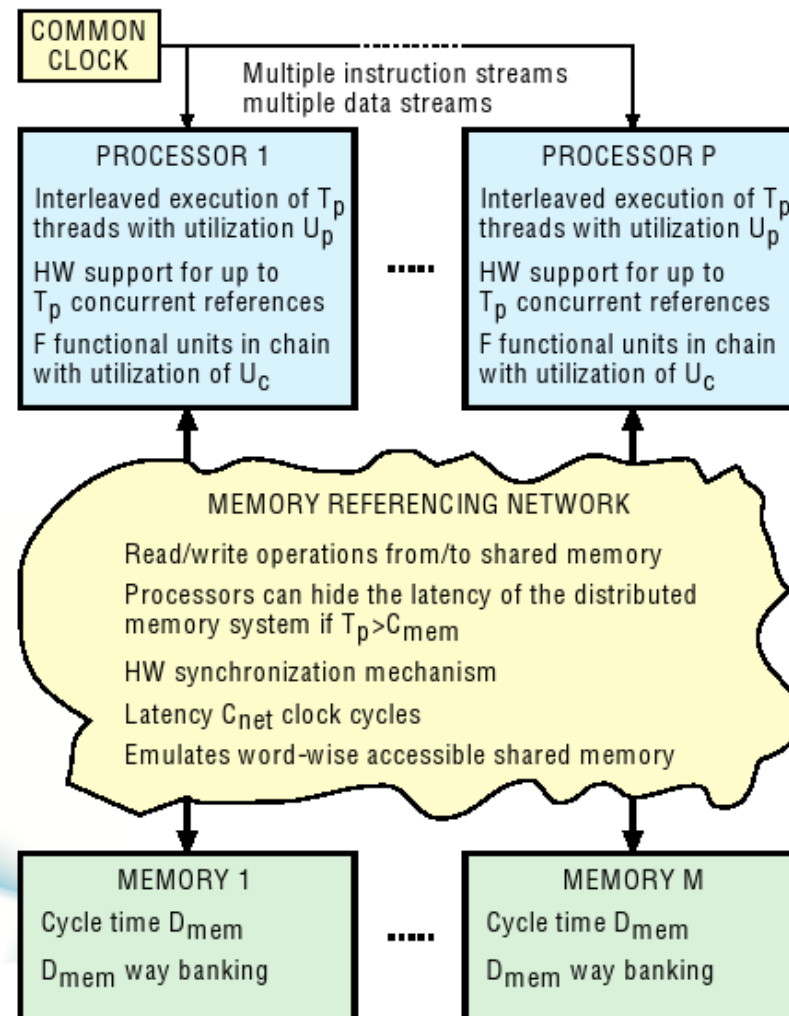 COMMON
CLOCK
Multiple instruction streams
multiple data streams
PROCESSOR 1
Interleaved execution of Tp
threads with utilization Up
HW support for up to
Tp concurrent references
F functional units in chain
with utilization of Uc
PROCESSOR P
Interleaved execution of Tp
threads with utilization Up
HW support for up to
Tp concurrent references
F functional units in chain
with utilization of Uc
MEMORY REFERENCING NETWORK
Read/write operations from/to shared memory
Processors can hide the latency of the distributed
memory system if Tp>Cmem
HW synchronization mechanism
Latency Cnet clock cycles
Emulates word-wise accessible shared memory
MEMORY 1
Cycle time Dmem
Dmem way banking
MEMORY M
Cycle time Dmem
Dmem way banking